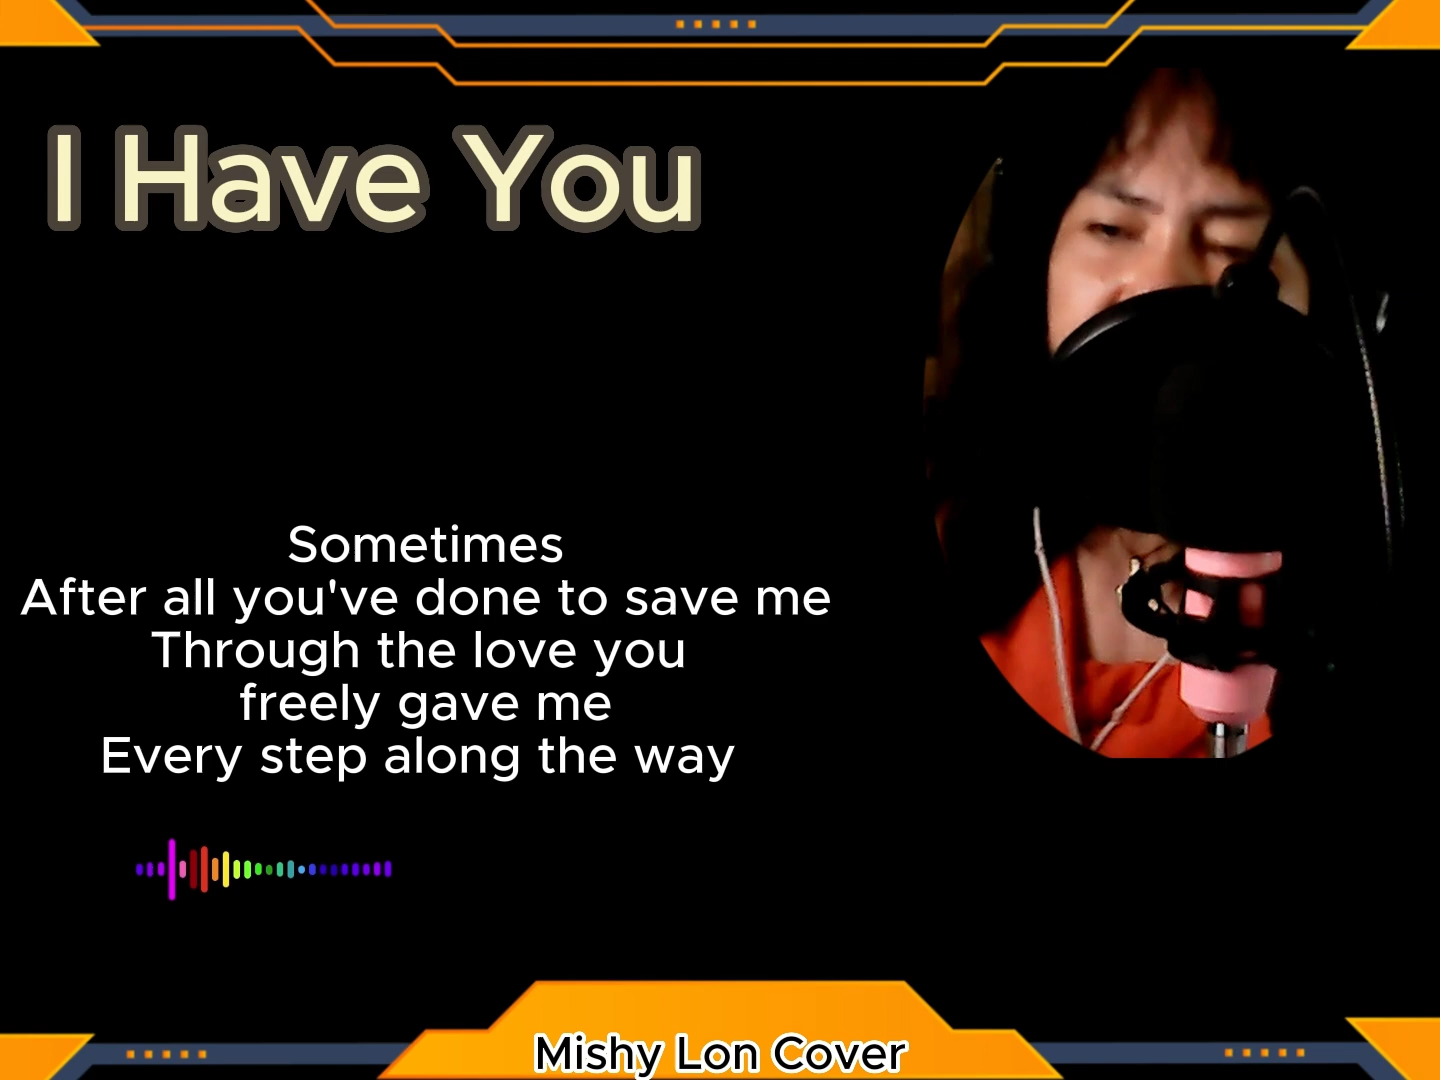 I Have You
Sometimes
After all you've done to save me
Through the love you
freely gave me
Every step along the way
Mishy Lon Cover